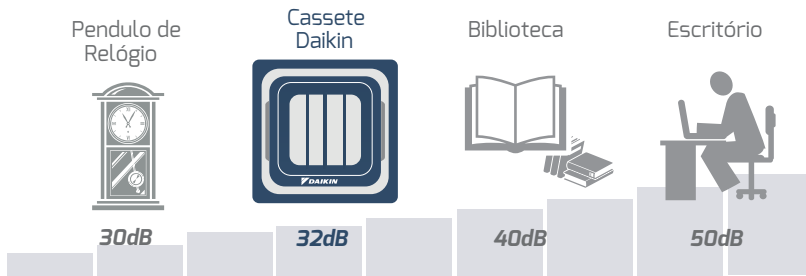 Pendulo de
Relógio
Cassete
Daikin
Biblioteca
Escritório
DAIKIN
30dB
32dB
40dB
50dB